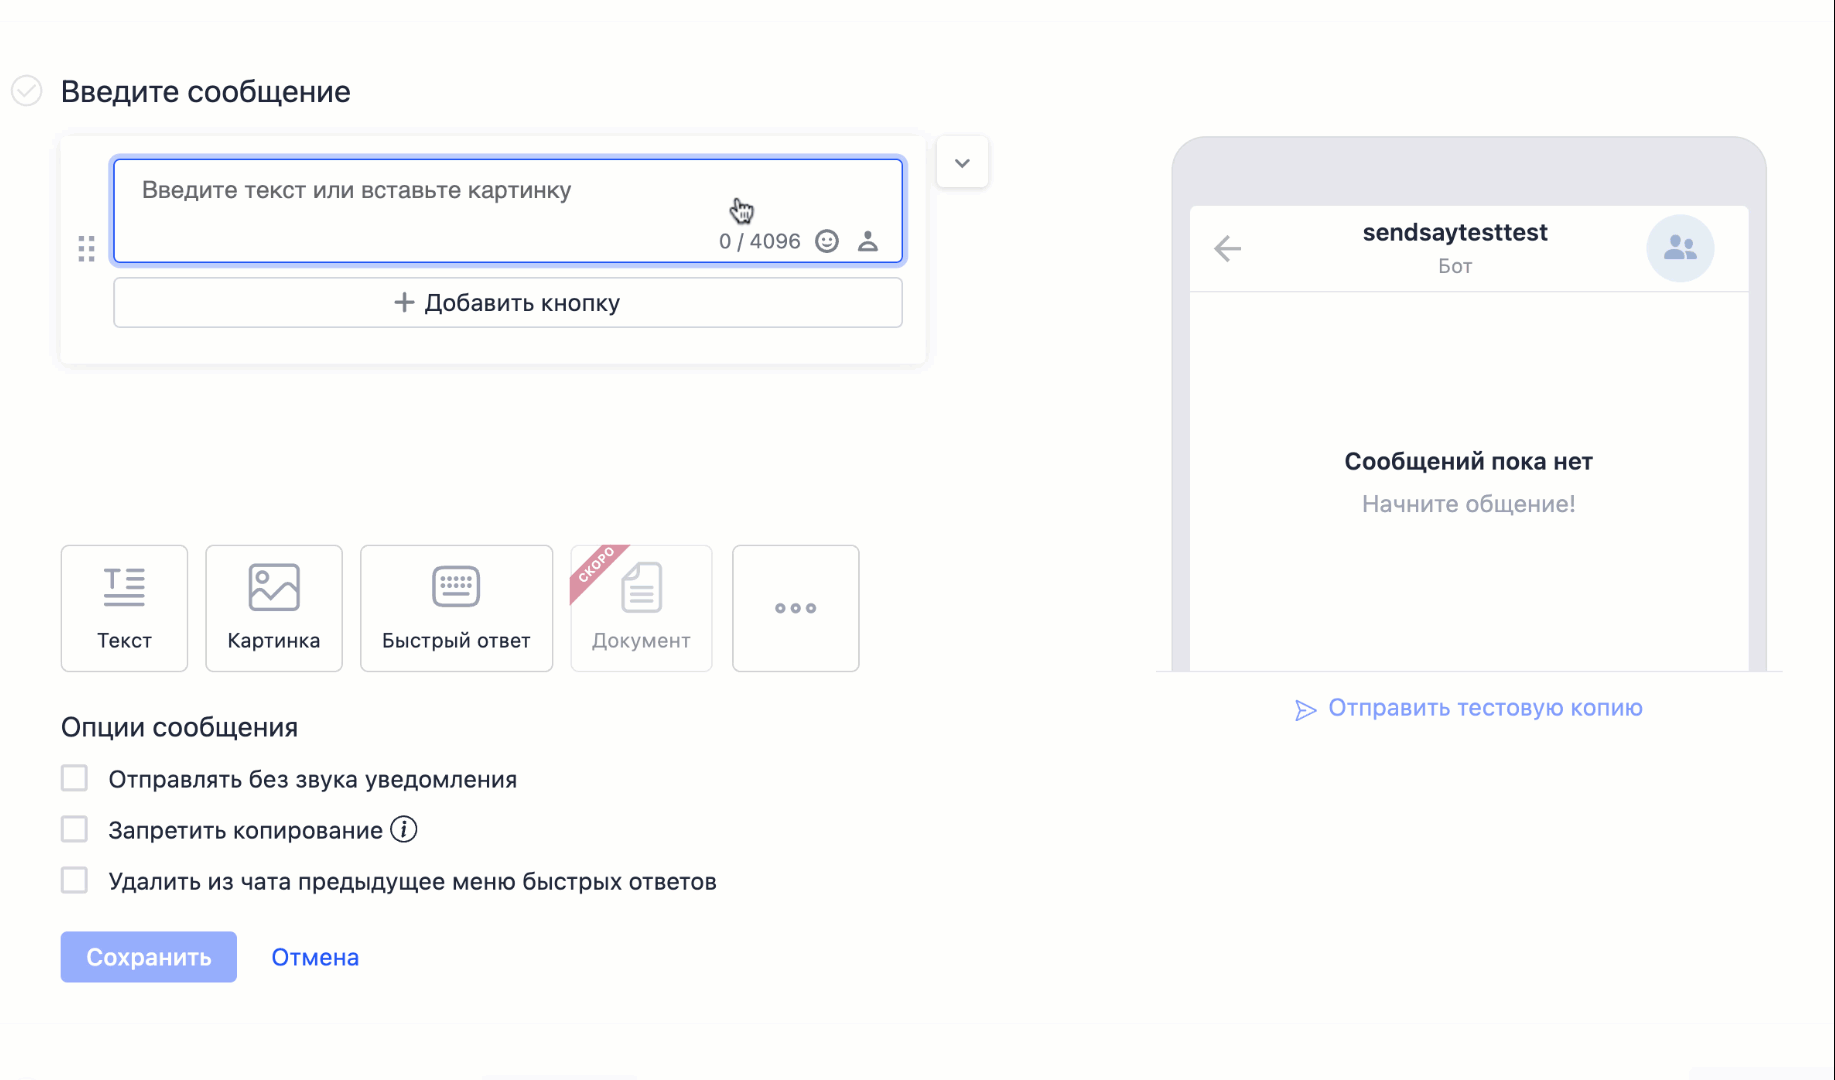 Введите сообщение
Введите текст или вставьте картинку
0 / 4096
+ Добавить кнопку
sendsaytesttest
Бот
Сообщений пока нет
Начните общение!
Текст
Картинка
Быстрый ответ
СКОРО
Документ
Отправить тестовую копию
Опции сообщения
Отправлять без звука уведомления
Запретить копирование
Удалить из чата предыдущее меню быстрых ответов
Сохранить
Отмена